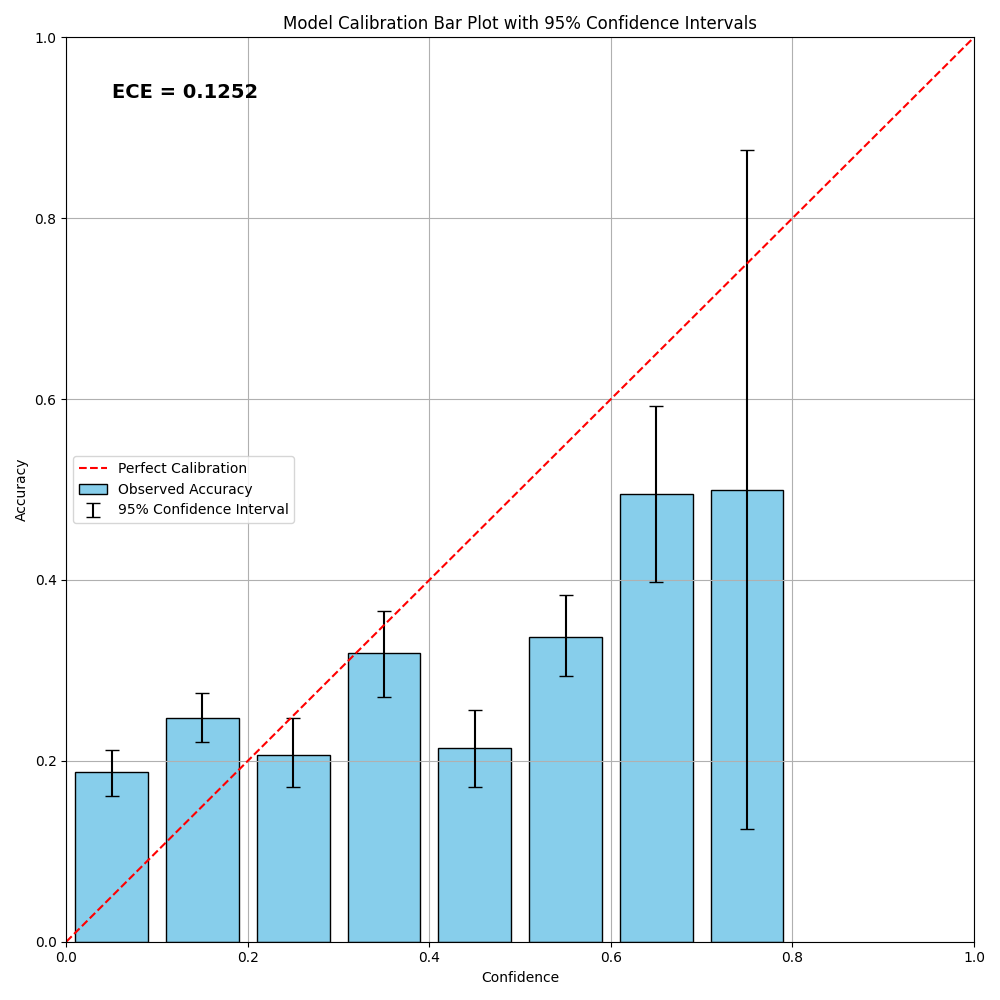 Model Calibration Bar Plot with 95% Confidence Intervals
1.0
ECE = 0.1252
0.8
0.6
Accuracy
Perfect Calibration
Observed Accuracy
95% Confidence Interval
0.4
0.2
0.0
0.0 0.2 0.4 0.6 0.8 1.0
Confidence